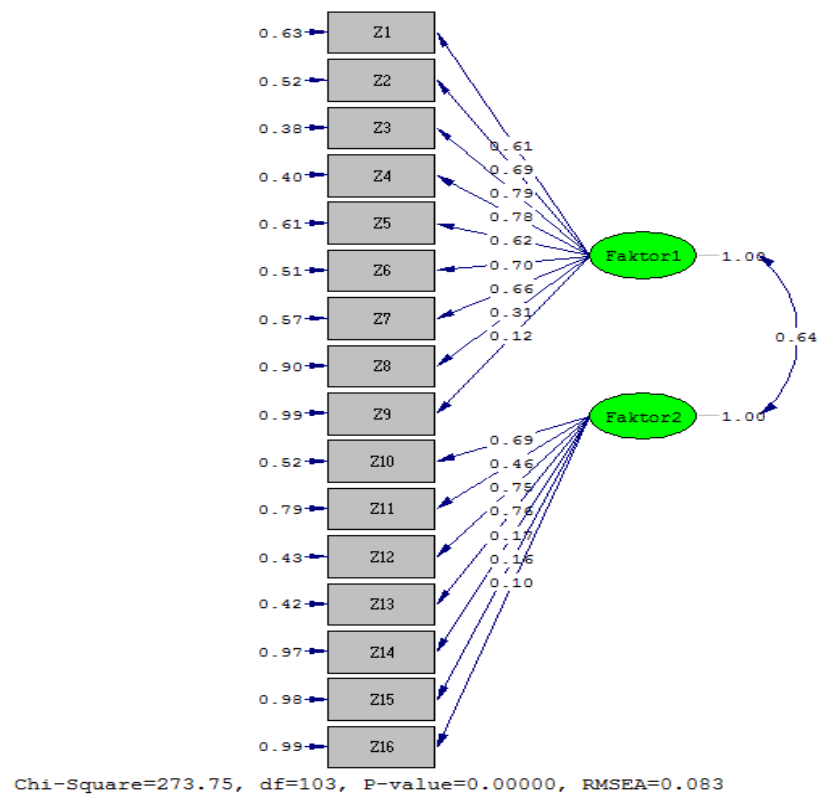 0.63 Z1
0.52 Z2
0.38 Z3
0.61
0.40 Z4
0.69
0.79
0.78
0.61 Z5
0.62
Faktor1 1.00
0.51 Z6
0.70
0.66
0.57 Z7
0.31
0.12
0.64
0.90 Z8
0.99 Z9
Faktor2 1.00
0.69
0.52 Z10
0.46
0.75
0.79 Z11
0.76
0.17
0.43 Z12
0.16
0.10
0.42 Z13
0.97 Z14
0.98 Z15
0.99 Z16
Chi-Square=273.75, df=103, P-value=0.00000, RMSEA=0.083